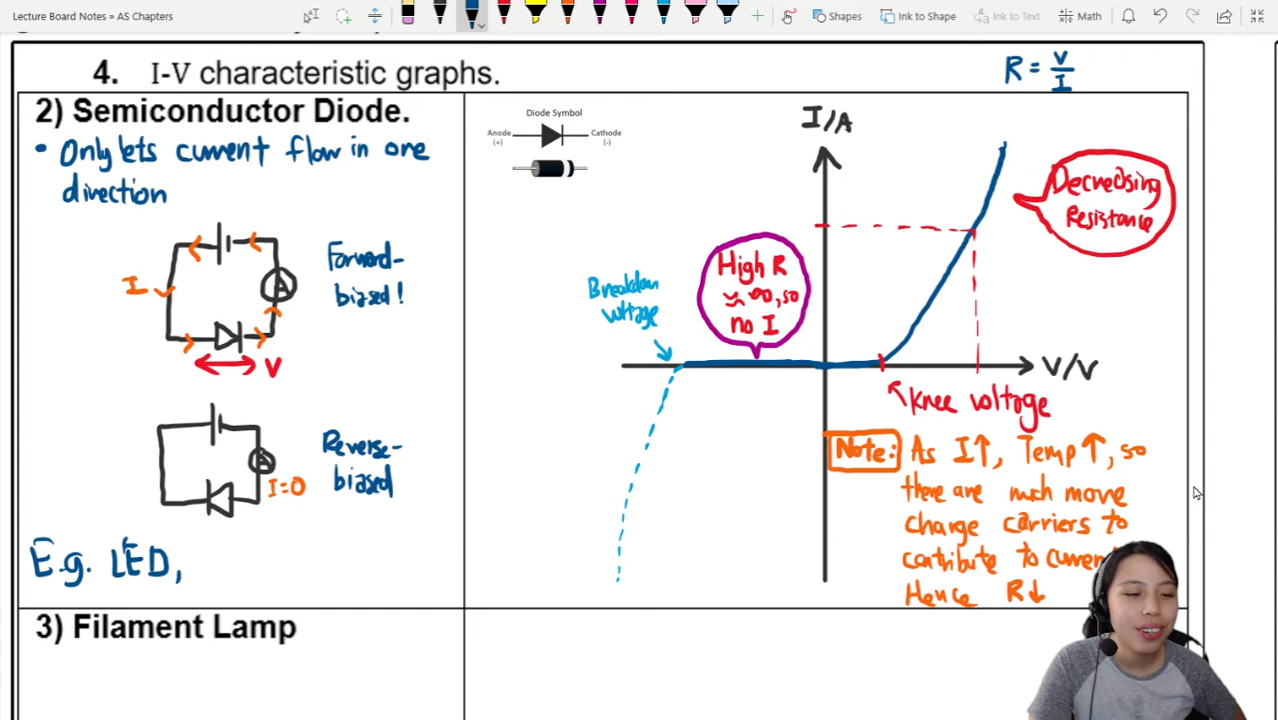 Lecture Board Notes » AS Chapters
Shapes
Ink to Shape
Ink to Text
Math
4. I-V characteristic graphs.
R = V/I
2) Semiconductor Diode.
• Only lets current flow in one
direction
I
A
V
Forward-
biased!
A
I=0
Reverse-
biased
E.g. LED,
Diode Symbol
Anode
(+)
Cathode
(-)
I/A
Decreasing
Resistance
High R
≈ ∞, so
no I
Breakdown
voltage
V/V
Knee voltage
Note: As I↑, Temp↑, so
there are much move
charge carriers to
contribute to current
Hence R↓
3) Filament Lamp